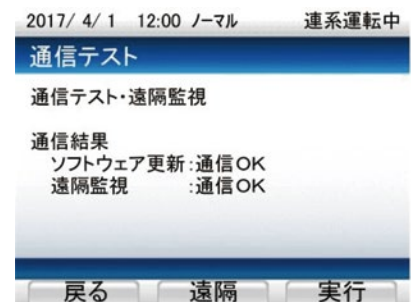 2017/ 4/ 1 12:00 ノーマル 連系運転中
通信テスト
通信テスト・遠隔監視
通信結果
ソフトウェア更新:通信OK
遠隔監視 :通信OK
戻る 遠隔 実行